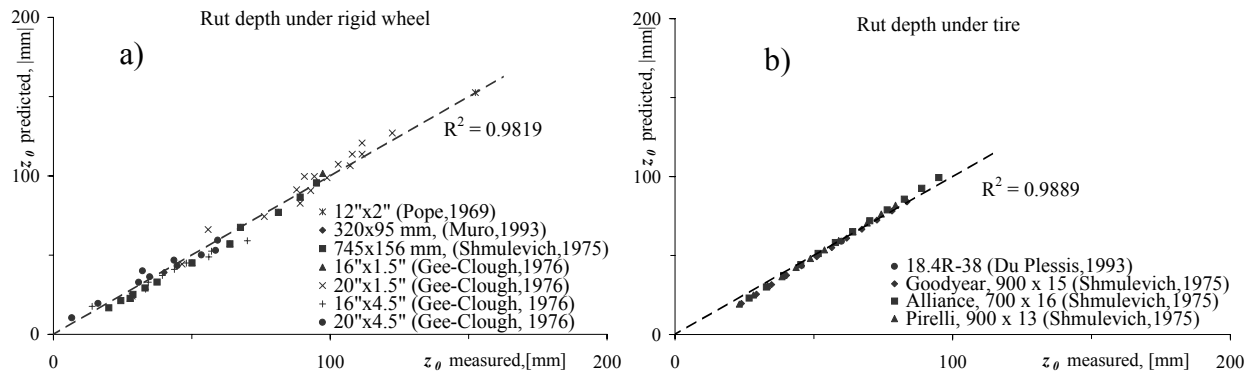 Rut depth under rigid wheel
a)
200
100
0
z0 predicted, |mm]
R2 = 0.9819
12"x2" (Pope,1969)
320x95 mm, (Muro,1993)
745x156 mm, (Shmulevich,1975)
16"x1.5" (Gee-Clough,1976)
20"x1.5" (Gee-Clough,1976)
16"x4.5" (Gee-Clough, 1976)
20"x4.5" (Gee-Clough, 1976)
0
100
z0 measured,[mm]
200
Rut depth under tire
b)
200
100
0
z0 predicted, |mm]
R2 = 0.9889
18.4R-38 (Du Plessis,1993)
Goodyear, 900 x 15 (Shmulevich,1975)
Alliance, 700 x 16 (Shmulevich,1975)
Pirelli, 900 x 13 (Shmulevich,1975)
0
100
z0 measured, [mm]
200